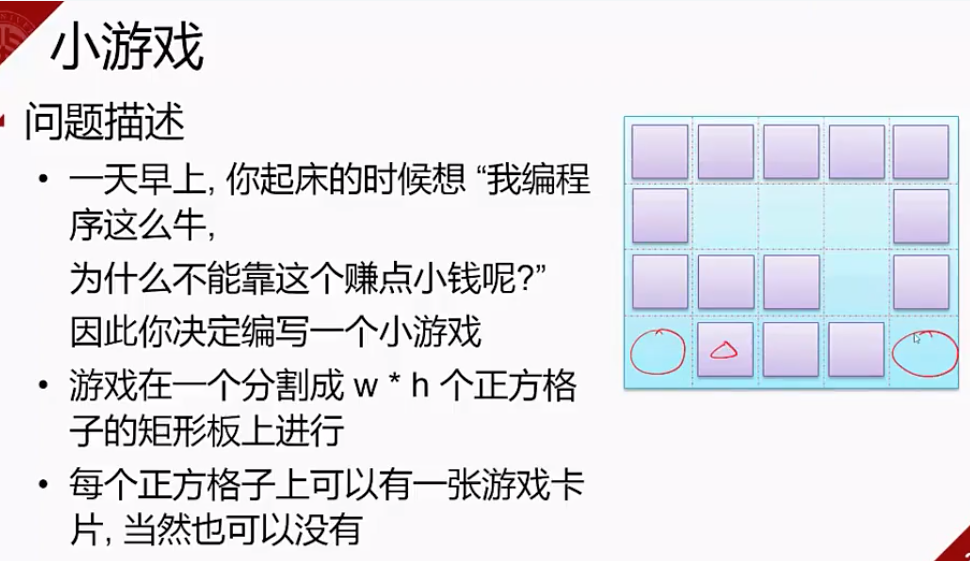 小游戏
问题描述
• 一天早上, 你起床的时候想 “我编程
序这么牛,
为什么不能靠这个赚点小钱呢?”
因此你决定编写一个小游戏
• 游戏在一个分割成 w * h 个正方格
子的矩形板上进行
• 每个正方格子上可以有一张游戏卡
片, 当然也可以没有